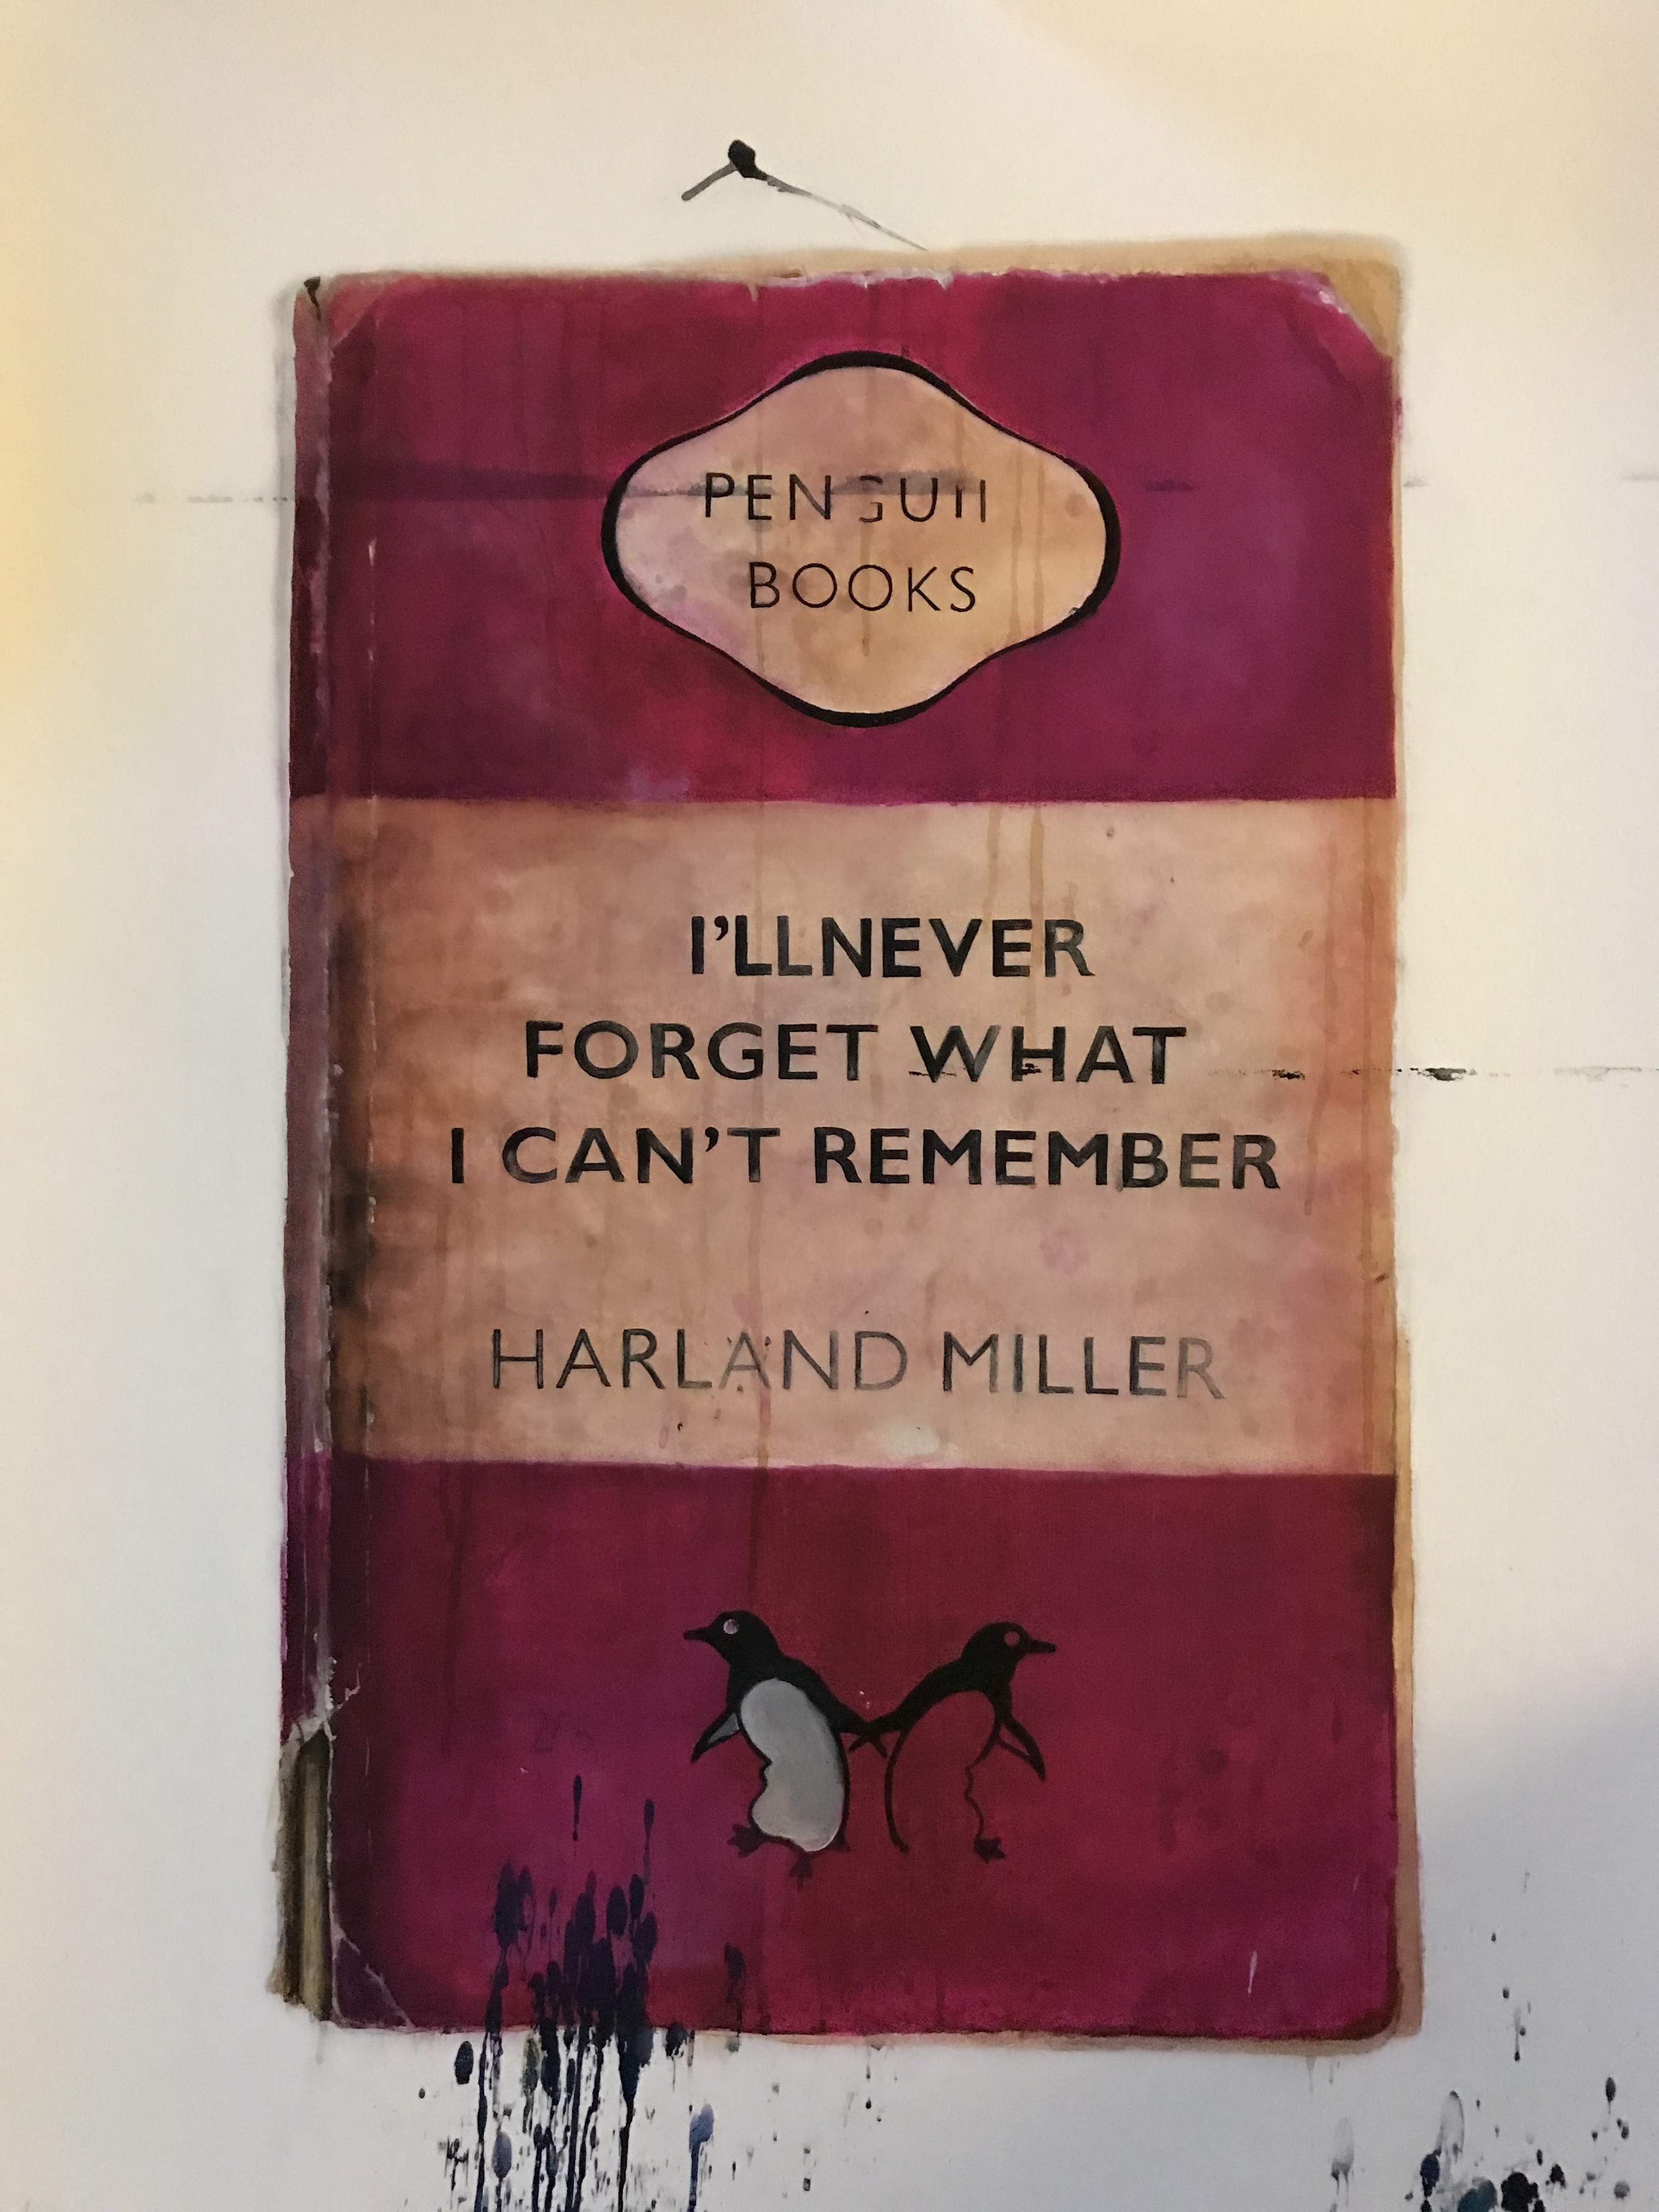 PENGUIN
BOOKS
I'LLNEVER
FORGET WHAT
I CAN'T REMEMBER
HARLAND MILLER